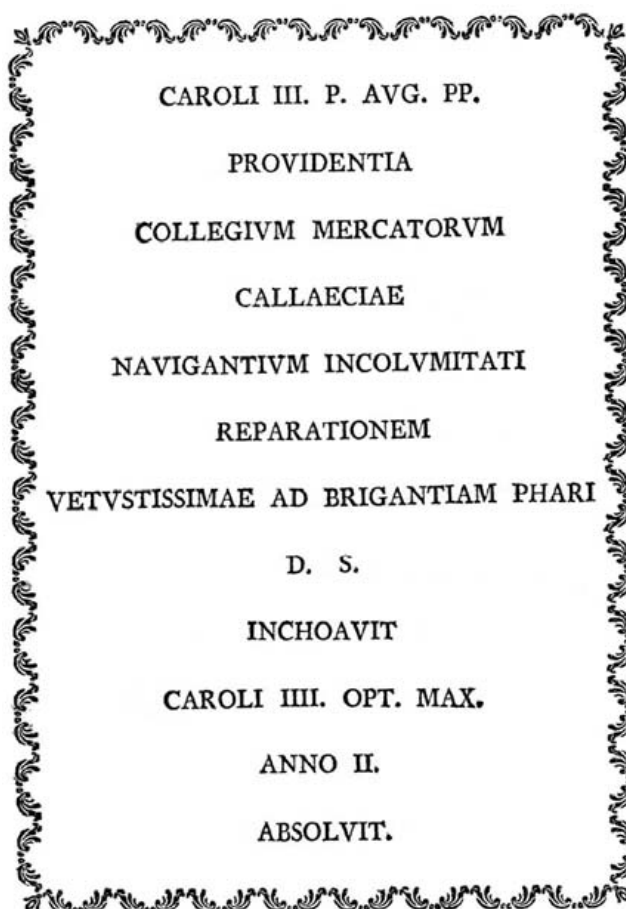 CAROLI III. P. AVG. PP.
PROVIDENTIA
COLLEGIVM MERCATORVM
CALLAECIAE
NAVIGANTIVM INCOLVMITATI
REPARATIONEM
VETVSTISSIMAE AD BRIGANTIAM PHARI
D. S.
INCHOAVIT
CAROLI IIII. OPT. MAX.
ANNO II.
ABSOLVIT.